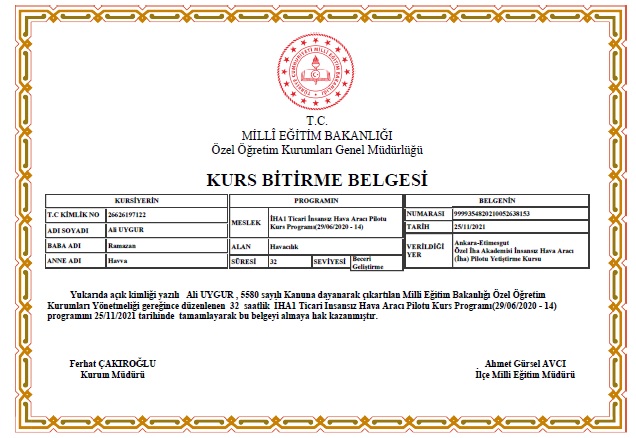 T.C.
MİLLÎ EĞİTİM BAKANLIĞI
Özel Öğretim Kurumları Genel Müdürlüğü
KURS BİTİRME BELGESİ
KURSİYERİN
T.C KİMLİK NO 26626197122
ADI SOYADI Ali UYGUR
BABA ADI Ramazan
ANNE ADI Havva
PROGRAMIN
MESLEK İHA1 Ticari İnsansız Hava Aracı Pilotu
Kurs Programı(29/06/2020 - 14)
ALAN Havacılık
SÜRESİ 32 SEVİYESİ Beceri
Geliştirme
BELGENİN
NUMARASI 9999354820210052638153
TARİH 25/11/2021
VERİLDİĞİ
YER
Ankara-Etimesgut
Özel İha Akademisi İnsansız Hava Aracı
(İha) Pilotu Yetiştirme Kursu
Yukarıda açık kimliği yazılı Ali UYGUR , 5580 sayılı Kanuna dayanarak çıkartılan Milli Eğitim Bakanlığı Özel Öğretim
Kurumları Yönetmeliği gereğince düzenlenen 32 saatlik İHA1 Ticari Insansız Hava Aracı Pilotu Kurs Programı(29/06/2020 - 14)
programını 25/11/2021 tarihinde tamamlayarak bu belgeyi almaya hak kazanmıştır.
Ferhat ÇAKIROĞLU
Kurum Müdürü
Ahmet Gürsel AVCI
İlçe Milli Eğitim Müdürü